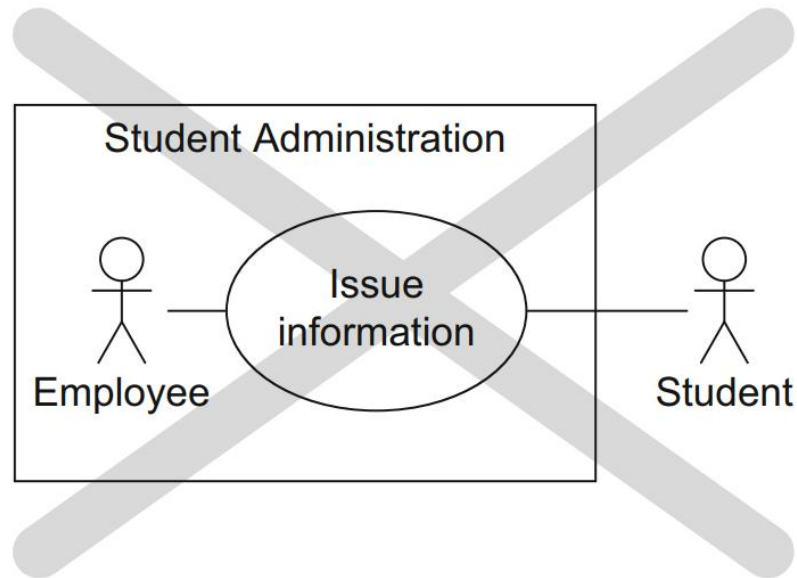 Student Administration
Issue
information
Employee
Student